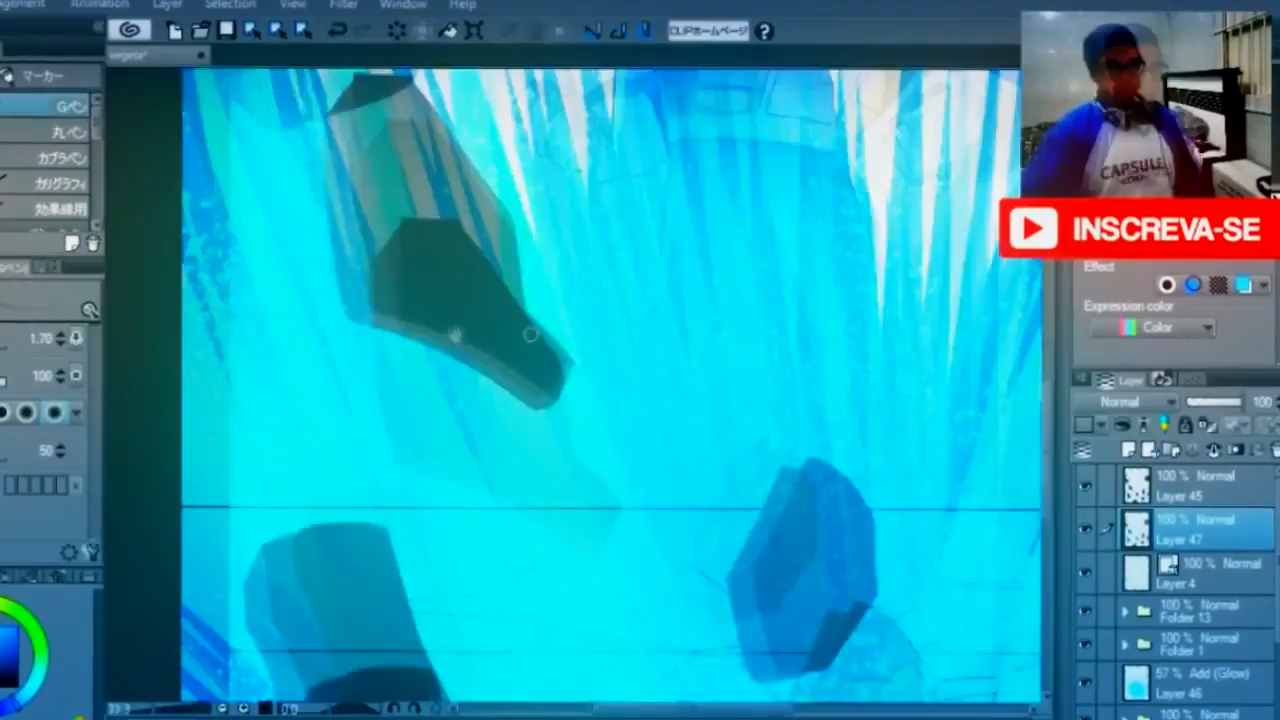 Animation Layer Selection View Filter Window Help
CLIPホームページ
マーカー
Gペン
丸ペン
カブラペン
カリグラフィ
効果線用
1.70
100
50
CAPSULE
INSCREVA-SE
Effect
Expression color
Color
Layer
Normal 100
100 % Normal
Layer 45
100 % Normal
Layer 47
100 % Normal
Layer 4
100 % Normal
Folder 13
100 % Normal
Folder 1
57 % Add (Glow)
Layer 46
33.3
0.0